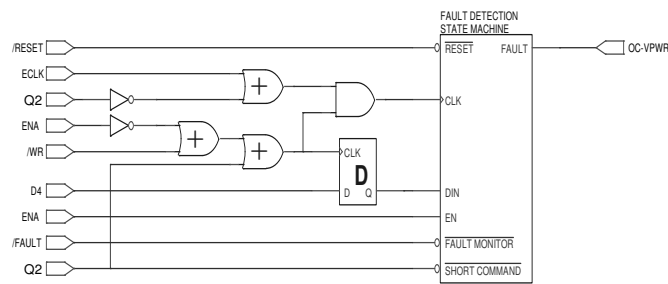 FAULT DETECTION
STATE MACHINE
/RESET
RESET
FAULT
OC-VPWR
ECLK
Q2
CLK
ENA
/WR
CLK
D
D4
D
Q
DIN
ENA
EN
/FAULT
FAULT MONITOR
Q2
SHORT COMMAND